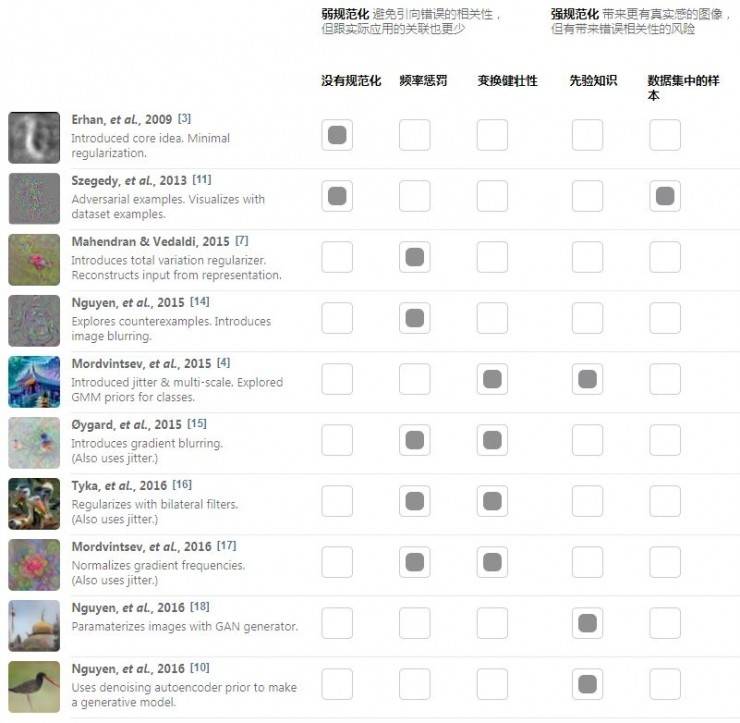 弱规范化 避免引向错误的相关性，
但跟实际应用的关联也更少
强规范化 带来更有真实感的图像，
但有带来错误相关性的风险
没有规范化 频率惩罚 变换健壮性 先验知识 数据集中的样
本
Erhan, et al., 2009 [3]
Introduced core idea. Minimal
regularization.
Szegedy, et al., 2013 [11]
Adversarial examples. Visualizes with
dataset examples.
Mahendran & Vedaldi, 2015 [7]
Introduces total variation regularizer.
Reconstructs input from representation.
Nguyen, et al., 2015 [14]
Explores counterexamples. Introduces
image blurring.
Mordvintsev, et al., 2015 [4]
Introduced jitter & multi-scale. Explored
GMM priors for classes.
Øygard, et al., 2015 [15]
Introduces gradient blurring.
(Also uses jitter.)
Tyka, et al., 2016 [16]
Regularizes with bilateral filters.
(Also uses jitter.)
Mordvintsev, et al., 2016 [17]
Normalizes gradient frequencies.
(Also uses jitter.)
Nguyen, et al., 2016 [18]
Paramaterizes images with GAN generator.
Nguyen, et al., 2016 [10]
Uses denoising autoencoder prior to make
a generative model.